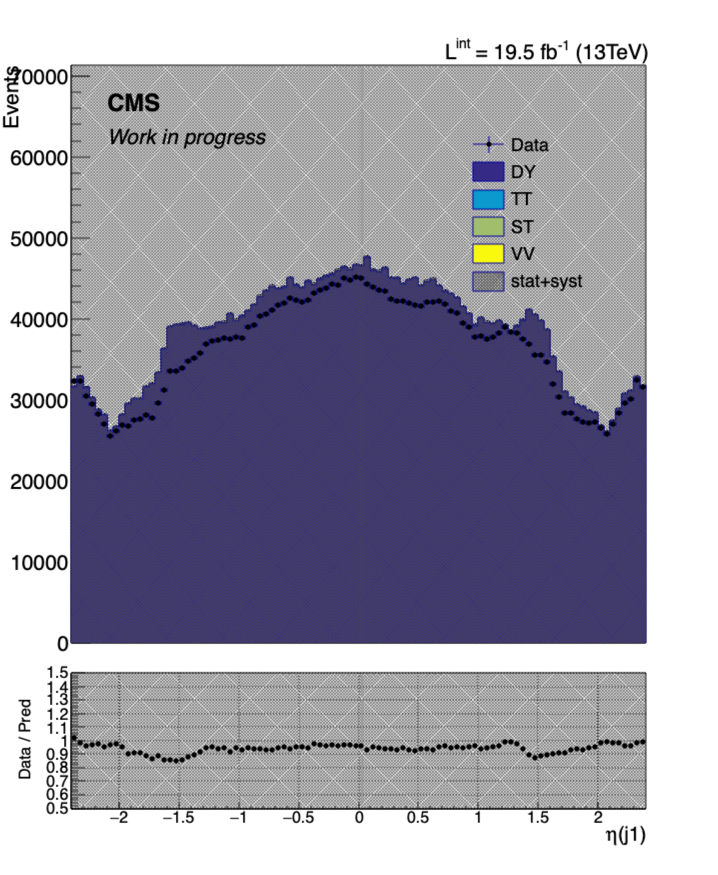 L^int = 19.5 fb^-1 (13TeV)
Events
70000
CMS
Work in progress
60000
50000
40000
30000
20000
10000
0
Data
DY
TT
ST
VV
stat+syst
Data / Pred
1.5
1.4
1.3
1.2
1.1
1
0.9
0.8
0.7
0.6
0.5
−2 −1.5 −1 −0.5 0 0.5 1 1.5 2
η(j1)